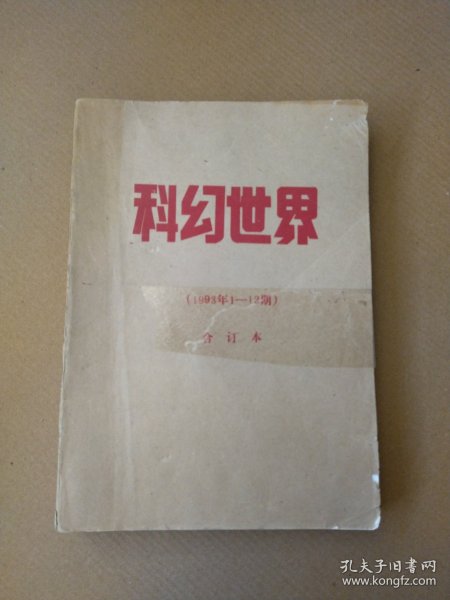 科幻世界
(1993年1—12期)
合订本
孔夫子旧书网
www.kongfz.com